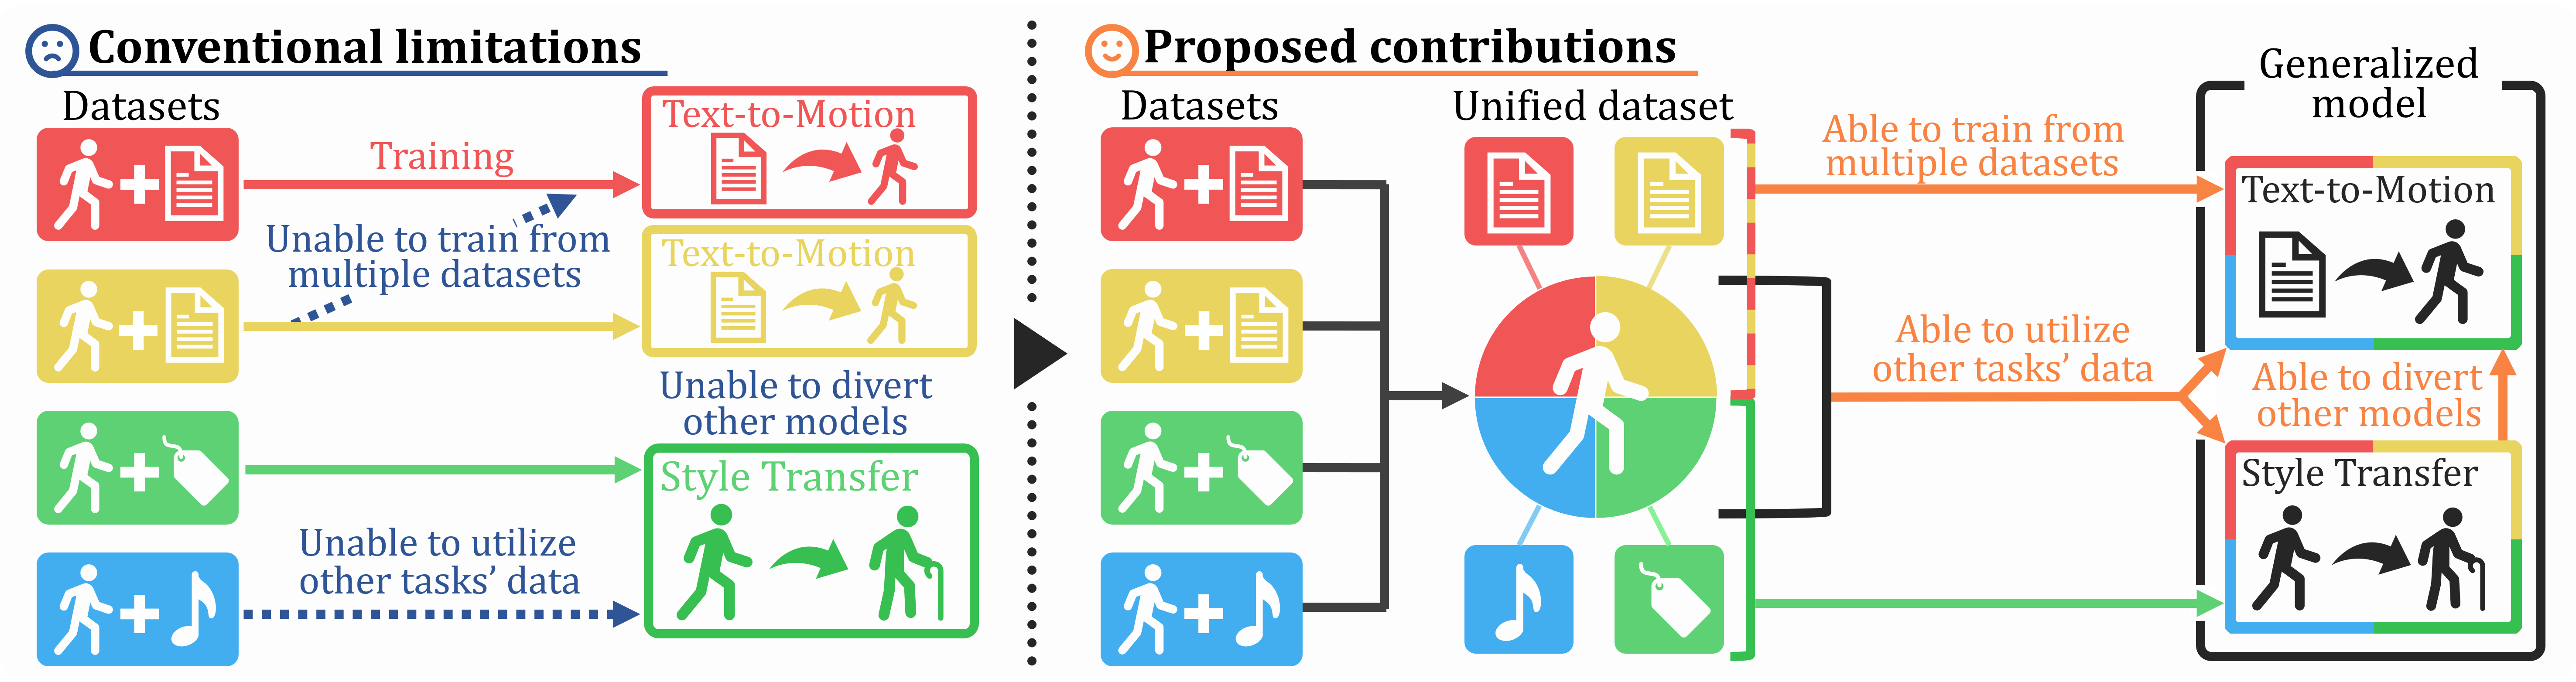 Conventional limitations
Datasets
Training
Unable to train from
multiple datasets
Text-to-Motion
Text-to-Motion
Unable to divert
other models
Style Transfer
Unable to utilize
other tasks’ data
Proposed contributions
Datasets
Unified dataset
Able to train from
multiple datasets
Able to utilize
other tasks’ data
Generalized
model
Text-to-Motion
Able to divert
other models
Style Transfer